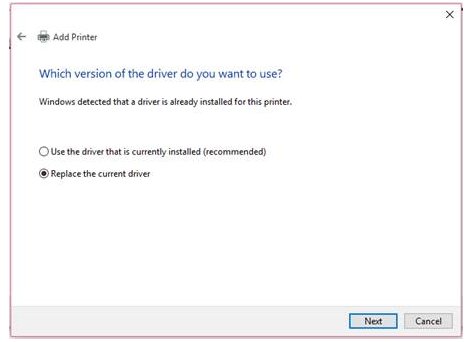 Add Printer
Which version of the driver do you want to use?
Windows detected that a driver is already installed for this printer.
Use the driver that is currently installed (recommended)
Replace the current driver
Next Cancel